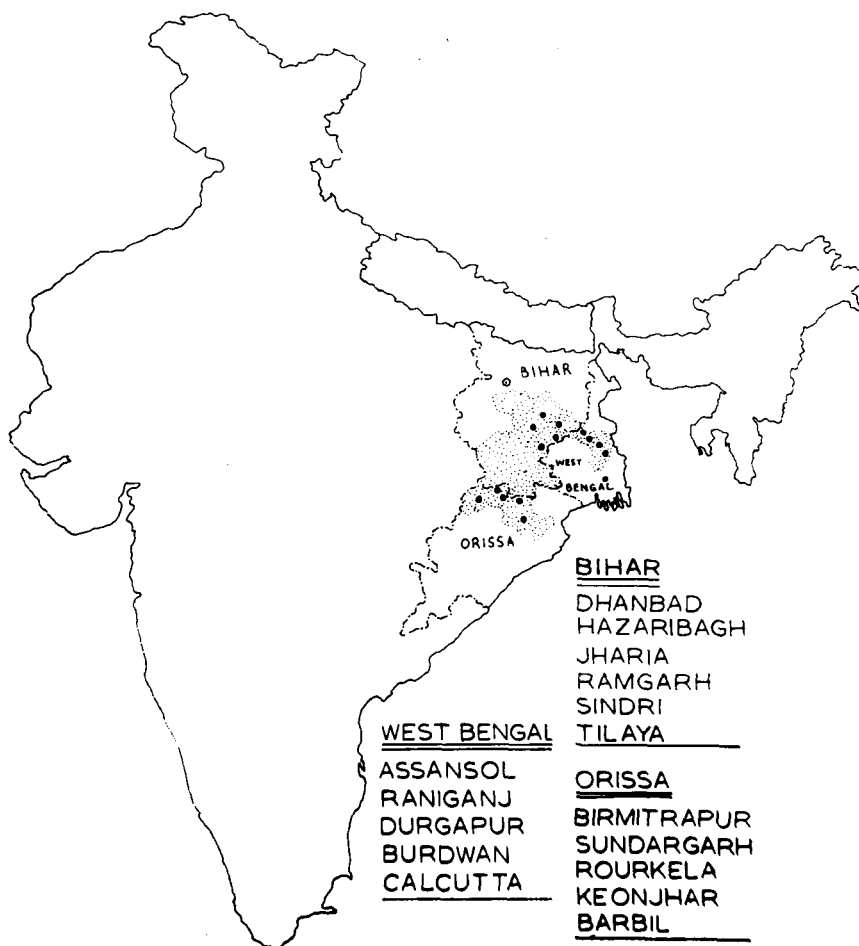 BIHAR
WEST
BENGAL
ORISSA
BIHAR
DHANBAD
HAZARIBAGH
JHARIA
RAMGARH
SINDRI
TILAYA
WEST BENGAL
ASSANSOL
RANIGANJ
DURGAPUR
BURDWAN
CALCUTTA
ORISSA
BIRMITRAPUR
SUNDARGARH
ROURKELA
KEONJHAR
BARBIL